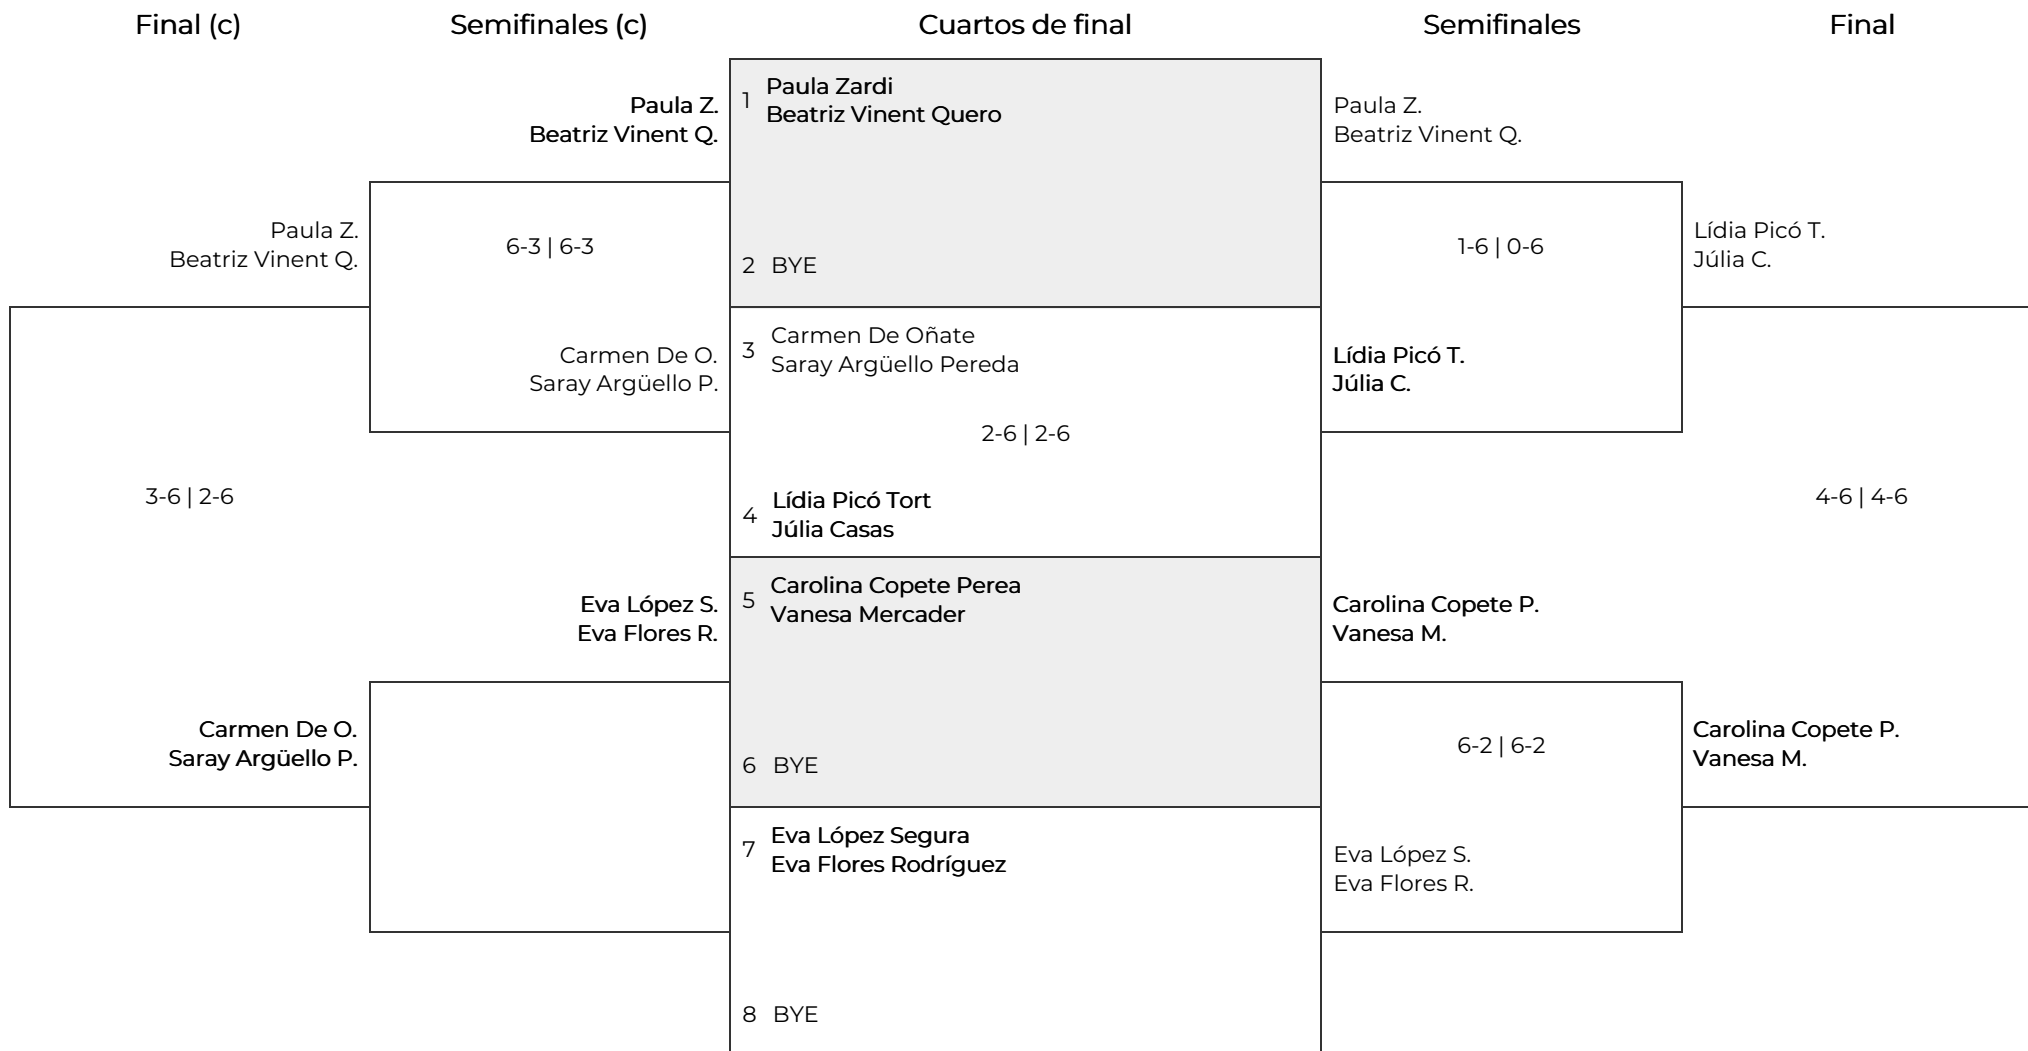 Final (c)
Semifinales (c)
Cuartos de final
Semifinales
Final
Paula Z.
Beatriz Vinent Q.
6-3 | 6-3
Carmen De O.
Saray Argüello P.
Paula Z.
Beatriz Vinent Q.
3-6 | 2-6
Carmen De O.
Saray Argüello P.
Eva López S.
Eva Flores R.
1 Paula Zardi
Beatriz Vinent Quero
2 BYE
3 Carmen De Oñate
Saray Argüello Pereda
2-6 | 2-6
4 Lídia Picó Tort
Júlia Casas
5 Carolina Copete Perea
Vanesa Mercader
6 BYE
7 Eva López Segura
Eva Flores Rodríguez
8 BYE
Paula Z.
Beatriz Vinent Q.
1-6 | 0-6
Lídia Picó T.
Júlia C.
Carolina Copete P.
Vanesa M.
6-2 | 6-2
Eva López S.
Eva Flores R.
Lídia Picó T.
Júlia C.
4-6 | 4-6
Carolina Copete P.
Vanesa M.